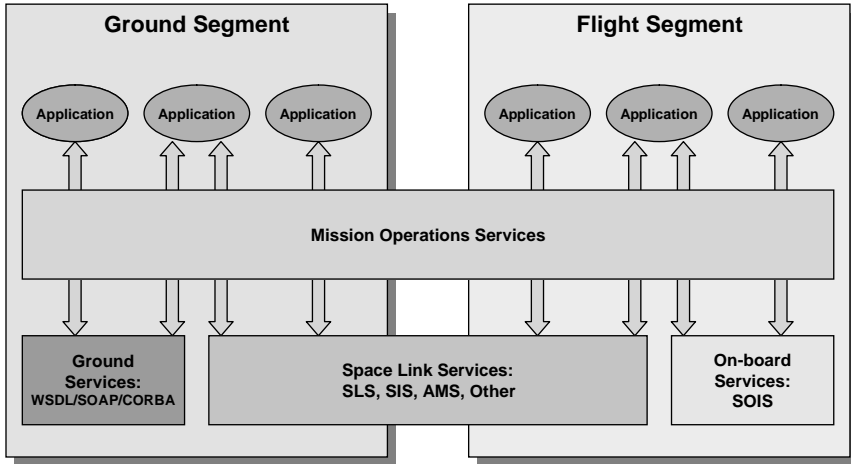 Ground Segment
Flight Segment
Application
Application
Application
Application
Application
Application
Mission Operations Services
Ground
Services:
WSDL/SOAP/CORBA
Space Link Services:
SLS, SIS, AMS, Other
On-board
Services:
SOIS